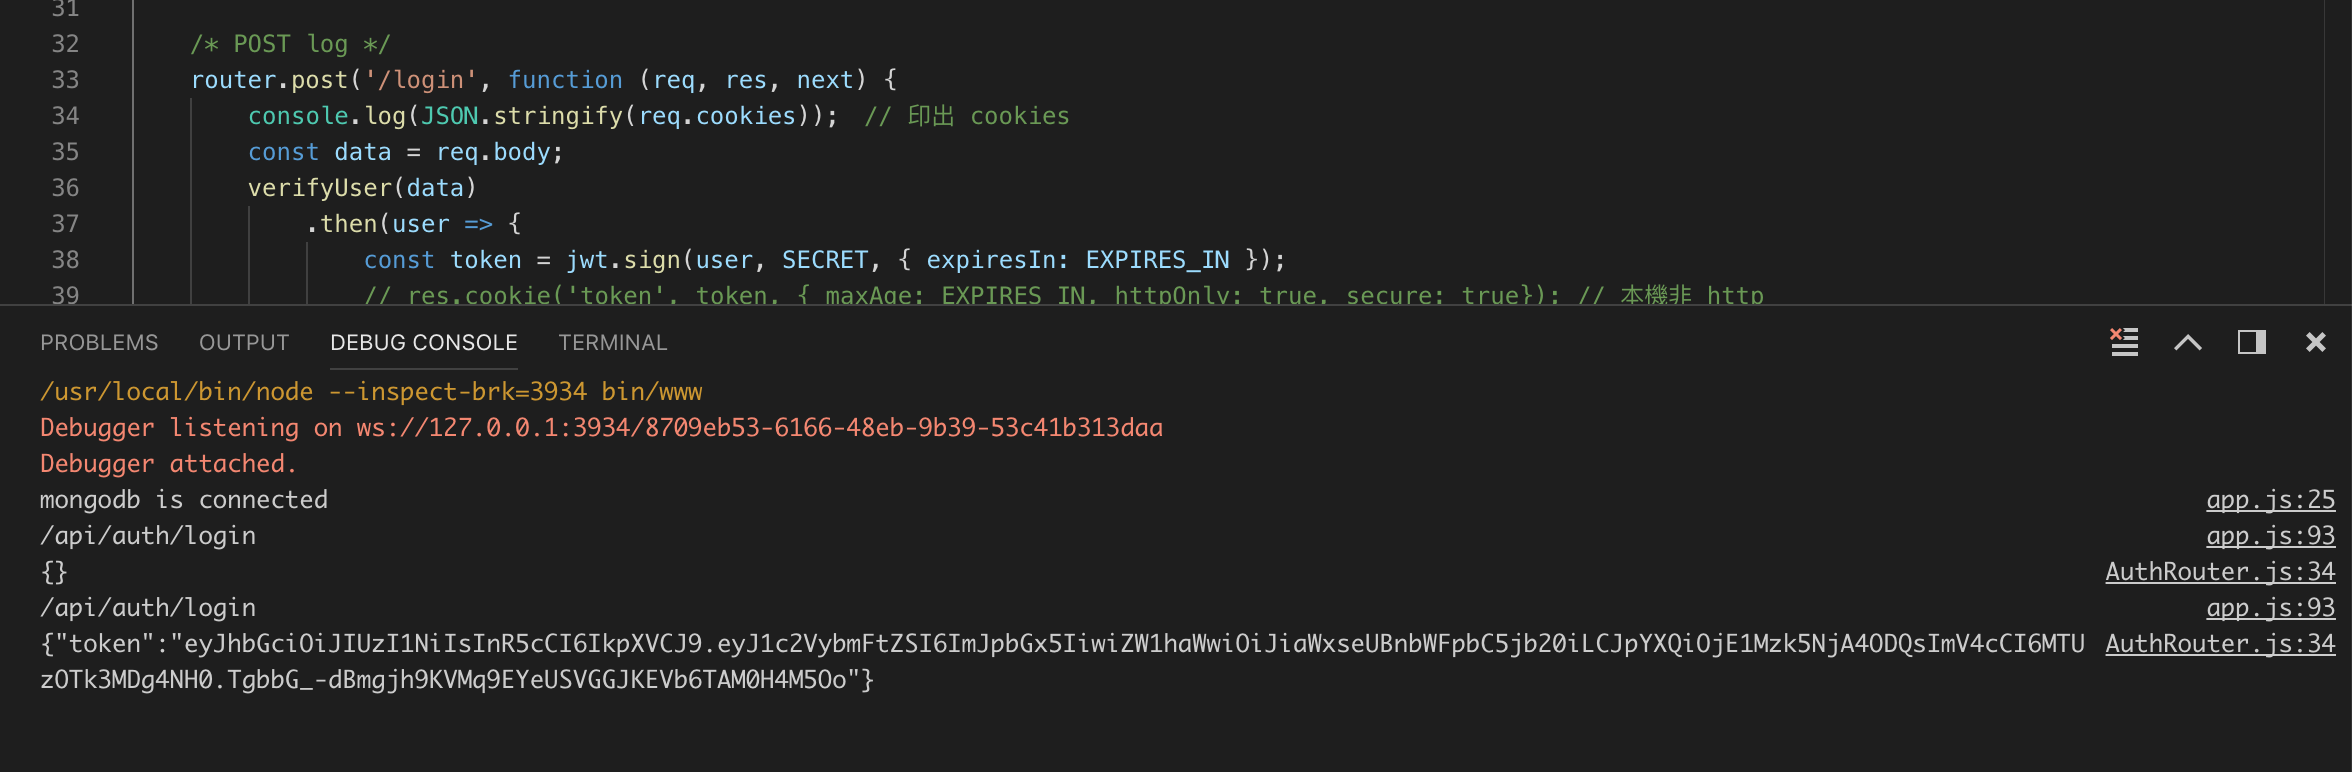 31
32 /* POST log */
33 router.post('/login', function (req, res, next) {
34 console.log(JSON.stringify(req.cookies)); // 印出 cookies
35 const data = req.body;
36 verifyUser(data)
37 .then(user => {
38 const token = jwt.sign(user, SECRET, { expiresIn: EXPIRES_IN });
39 // res.cookie('token', token, { maxAge: EXPIRES_IN, httpOnly: true, secure: true}); // 本機非 http
PROBLEMS OUTPUT DEBUG CONSOLE TERMINAL
/usr/local/bin/node --inspect-brk=3934 bin/www
Debugger listening on ws://127.0.0.1:3934/8709eb53-6166-48eb-9b39-53c41b313daa
Debugger attached.
mongodb is connected app.js:25
/api/auth/login app.js:93
{} AuthRouter.js:34
/api/auth/login app.js:93
{"token":"eyJhbGciOiJIUzI1NiIsInR5cCI6IkpXVCJ9.eyJ1c2VybmFtZSI6ImJpbGx5IiwiZW1haWwiOiJiaWxseUBnbWFpbC5jb20iLCJpYXQiOjE1Mzk5NjA4ODQsImV4cCI6MTU AuthRouter.js:34
zOTk3MDg4NH0.TgbbG_-dBmgjh9KVMq9EYeUSVGGJKEVb6TAM0H4M5Oo"}